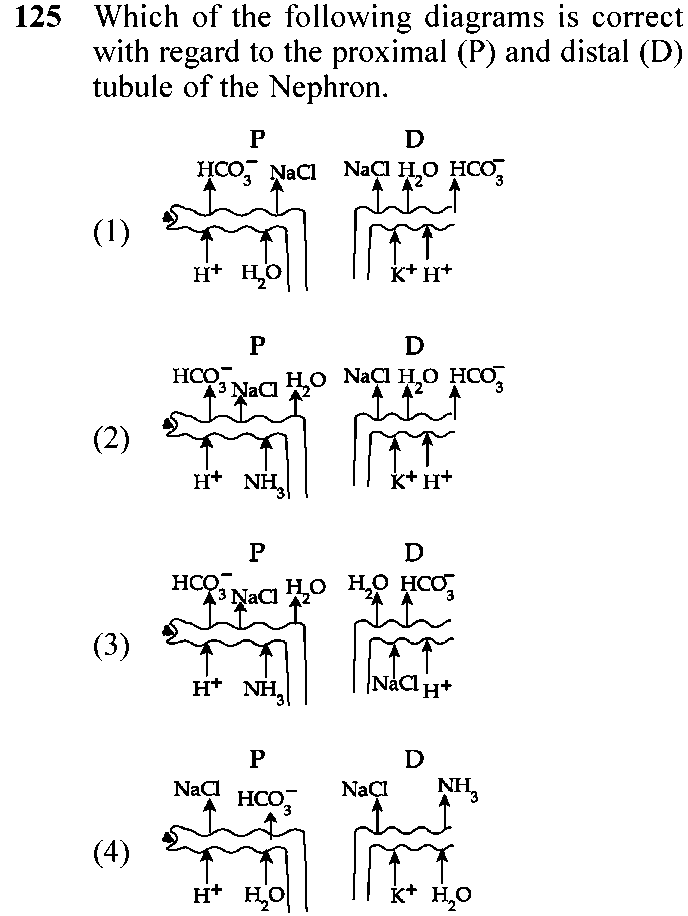 125 Which of the following diagrams is correct
with regard to the proximal (P) and distal (D)
tubule of the Nephron.
P D
HCO₃⁻ NaCl NaCl H₂O HCO₃⁻
(1)
H⁺ H₂O K⁺ H⁺
P D
HCO₃⁻ NaCl H₂O NaCl H₂O HCO₃⁻
(2)
H⁺ NH₃ K⁺ H⁺
P D
HCO₃⁻ NaCl H₂O H₂O HCO₃⁻
(3)
H⁺ NH₃ NaCl H⁺
P D
NaCl HCO₃⁻ NaCl NH₃
(4)
H⁺ H₂O K⁺ H₂O